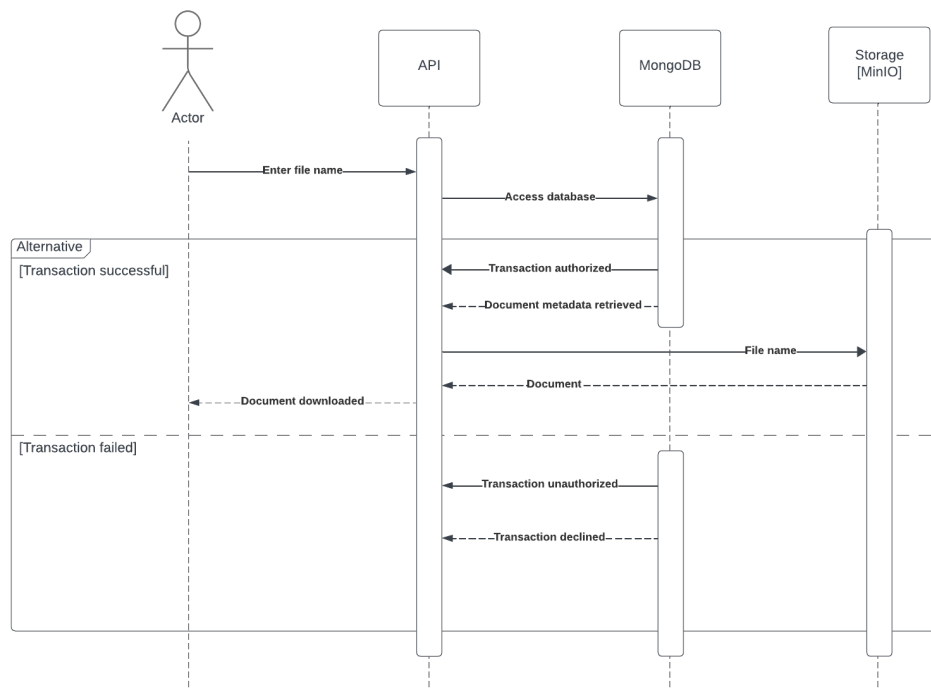 Actor
API
MongoDB
Storage
[MinIO]
Enter file name
Access database
Alternative
[Transaction successful]
Transaction authorized
Document metadata retrieved
File name
Document
Document downloaded
[Transaction failed]
Transaction unauthorized
Transaction declined